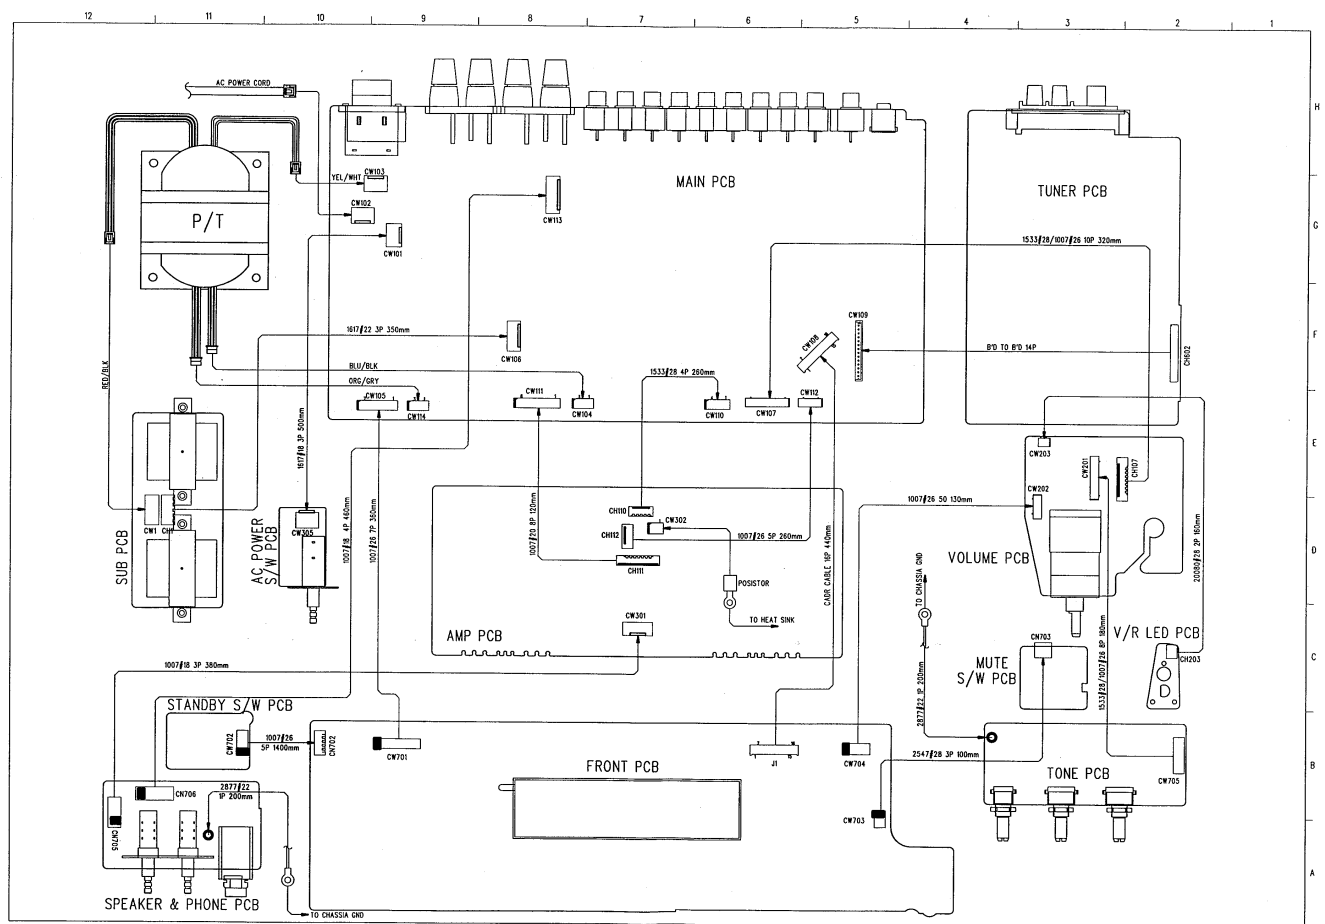 12 11 10 9 8 7 6 5 4 3 2 1
H
G
F
E
D
C
B
A
AC POWER CORD
YEL/WHT
CW103
CW102
CW101
P/T
CW113
MAIN PCB
TUNER PCB
1533#28/1007#26 10P 320mm
1617#22 3P 350mm
CW106
CW108
CW109
B'D TO B'D 14P
CH602
RED/BLK
BLU/BLK
ORG/GRY
1533#28 4P 260mm
CW105
CW114
CW111
CW104
CW110
CW107
CW112
1617#18 3P 500mm
CW203
CW201
CH107
CW202
1007#26 50 130mm
1007#18 4P 460mm
1007#26 7P 360mm
1007#20 8P 120mm
CH110
CW302
CH112
1007#26 5P 260mm
CH111
CW1
CH1
SUB PCB
AC POWER
S/W PCB
CW305
POSISTOR
TO HEAT SINK
CADR CABLE 16P 440mm
TO CHASSIA GND
VOLUME PCB
20080#28 2P 160mm
AMP PCB
CW301
1007#18 3P 380mm
2877#22 1P 200mm
CN703
MUTE
S/W PCB
1533#28/1007#26 8P 180mm
V/R LED PCB
CH203
STANDBY S/W PCB
CW702
1007#26
5P 1400mm
CN702
CW701
J1
CW704
2547#28 3P 100mm
CW703
TONE PCB
CW705
FRONT PCB
CN706
CN705
2877#22
1P 200mm
SPEAKER & PHONE PCB
TO CHASSIA GND